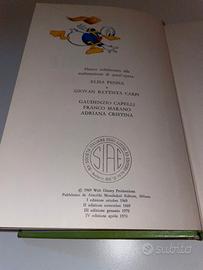 Hanno collaborato alla
realizzazione di quest'opera
ELISA PENNA
e
GIOVAN BATTISTA CARPI
GAUDENZIO CAPELLI
FRANCO MARANO
ADRIANA CRISTINA
© 1969 Walt Disney Productions
Pubblicato da Arnoldo Mondadori Editore, Milano
I edizione ottobre 1969
II edizione novembre 1969
III edizione gennaio 1970
IV edizione aprile 1974
subito